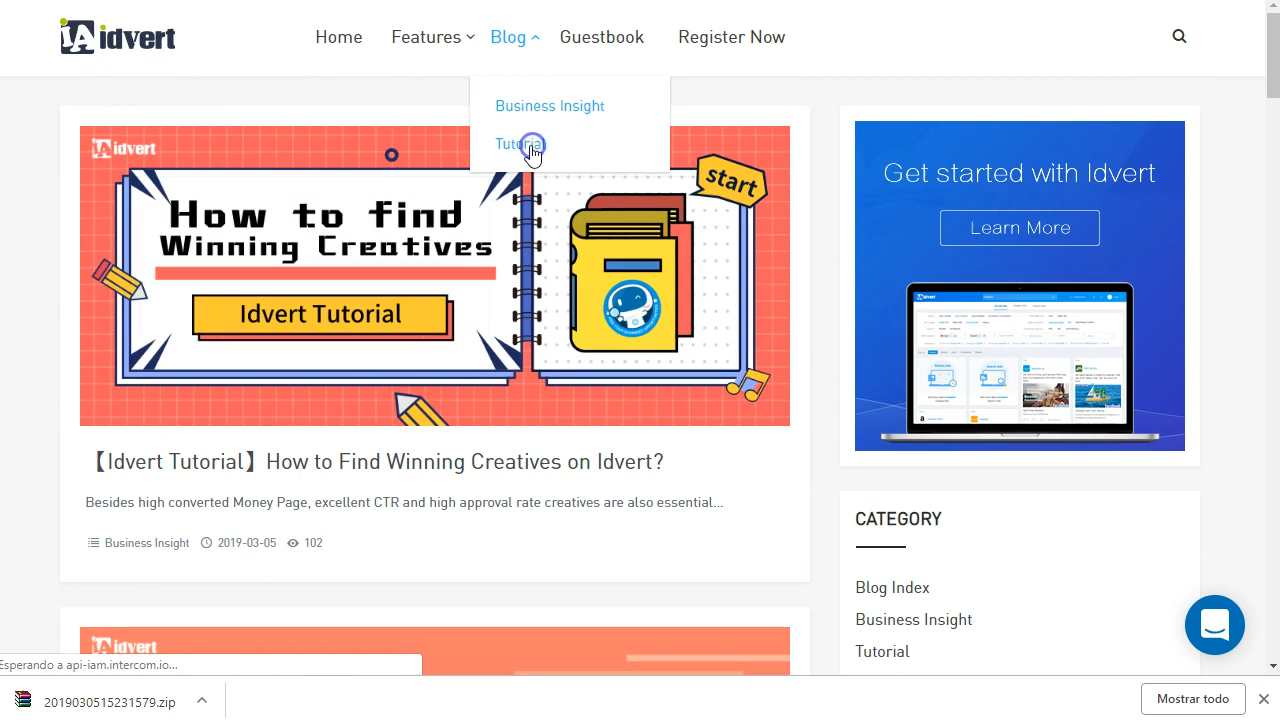 idvert
Home
Features
Blog
Guestbook
Register Now
Business Insight
Tutorial
idvert
How to find
Winning Creatives
Idvert Tutorial
start
【Idvert Tutorial】How to Find Winning Creatives on Idvert?
Besides high converted Money Page, excellent CTR and high approval rate creatives are also essential...
Business Insight 2019-03-05 102
idvert
Get started with Idvert
Learn More
idvert
CATEGORY
Blog Index
Business Insight
Tutorial
Esperando a api-iam.intercom.io...
2019030515231579.zip
Mostrar todo